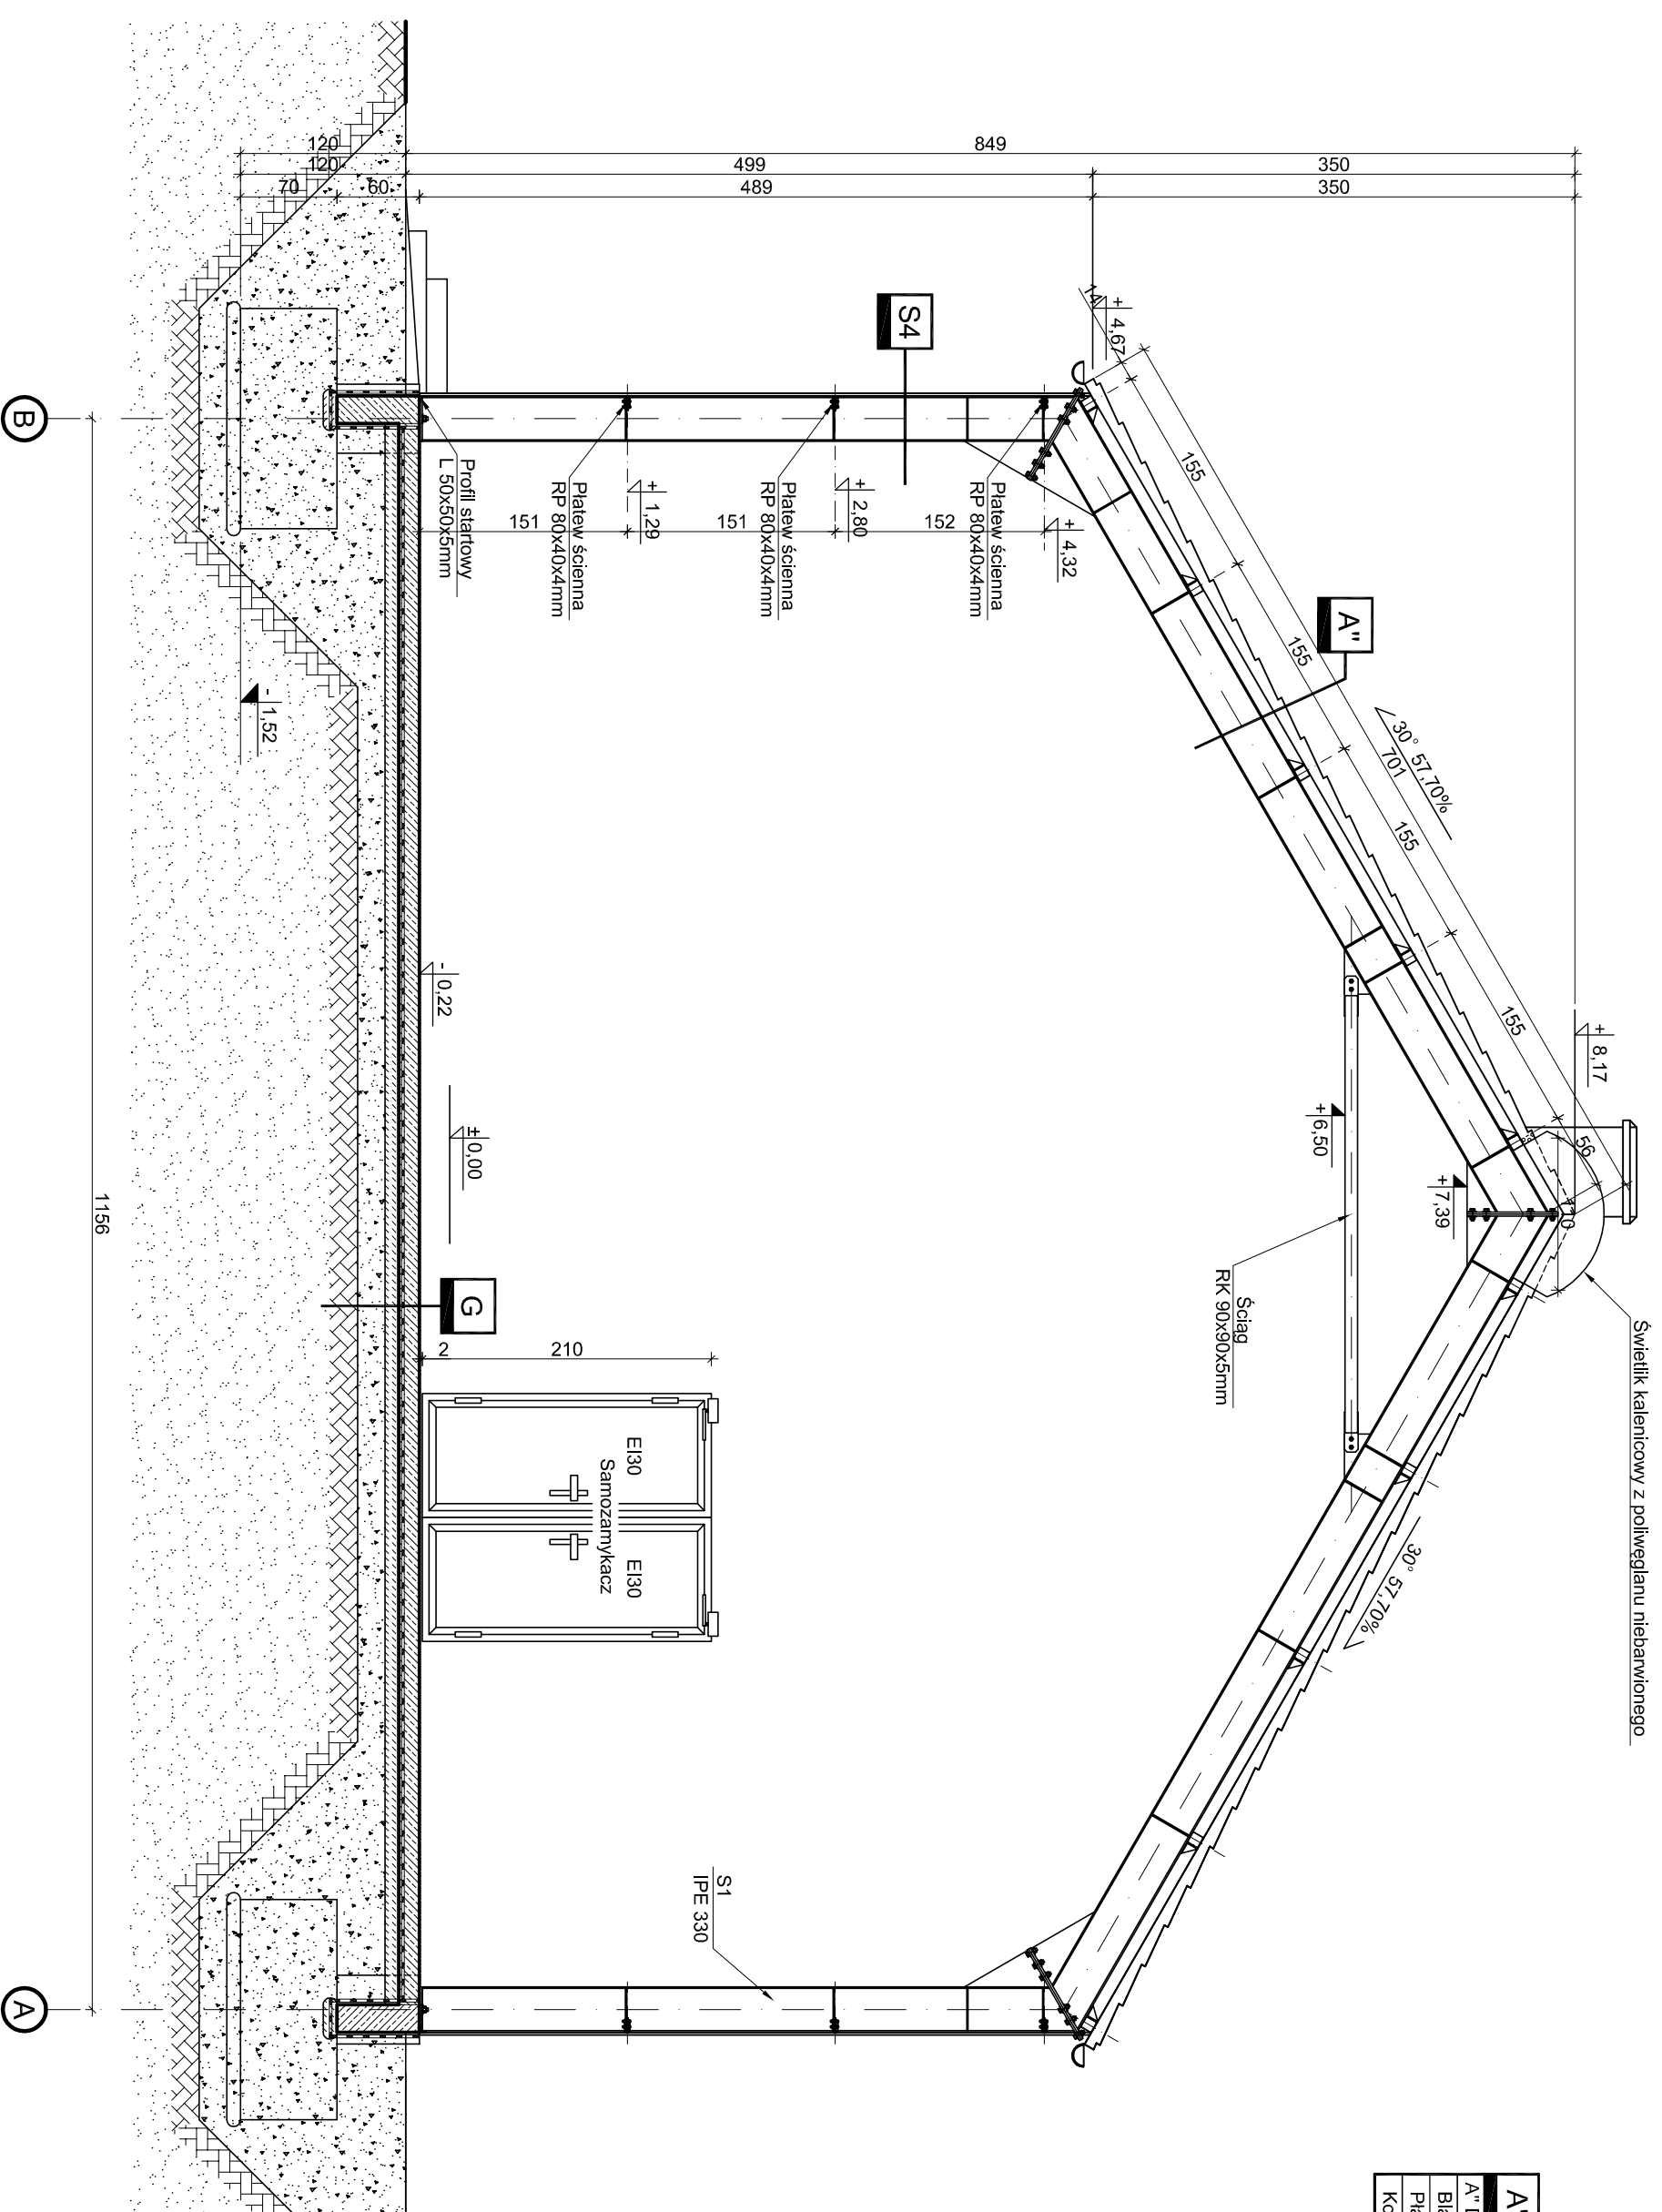 Świetlik kalenicowy z poliwęglanu niebarwionego
+ 8,17
56
10
+ 7,39
+6,50
Ściąg
RK 90x90x5mm
30° 57,70%
701
155
155
155
155
14
A"
30° 57,70%
+ 4,67
+ 4,32
+ 2,80
+ 1,29
S4
Płatew ścienna
RP 80x40x4mm
Płatew ścienna
RP 80x40x4mm
Płatew ścienna
RP 80x40x4mm
Profil startowy
L 50x50x5mm
152
151
151
849
350
499
350
489
120
120
70
60
S1
IPE 330
210
2
EI30
EI30
Samozamykacz
± 0,00
- 0,22
- 1,52
G
1156
B
A
A"
A"